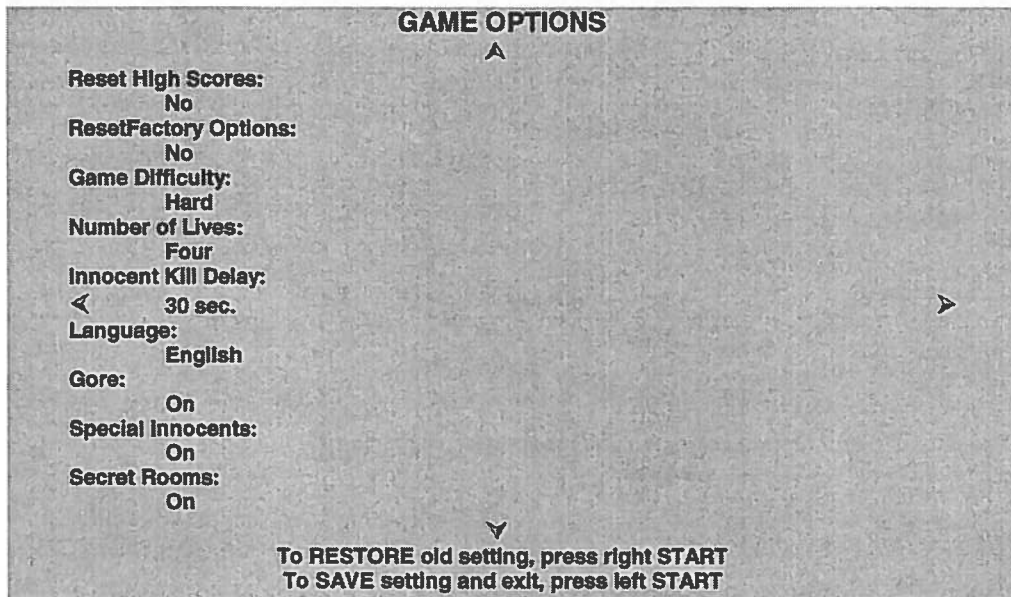 GAME OPTIONS
Reset High Scores:
No
ResetFactory Options:
No
Game Difficulty:
Hard
Number of Lives:
Four
Innocent Kill Delay:
30 sec.
Language:
English
Gore:
On
Special Innocents:
On
Secret Rooms:
On
To RESTORE old setting, press right START
To SAVE setting and exit, press left START